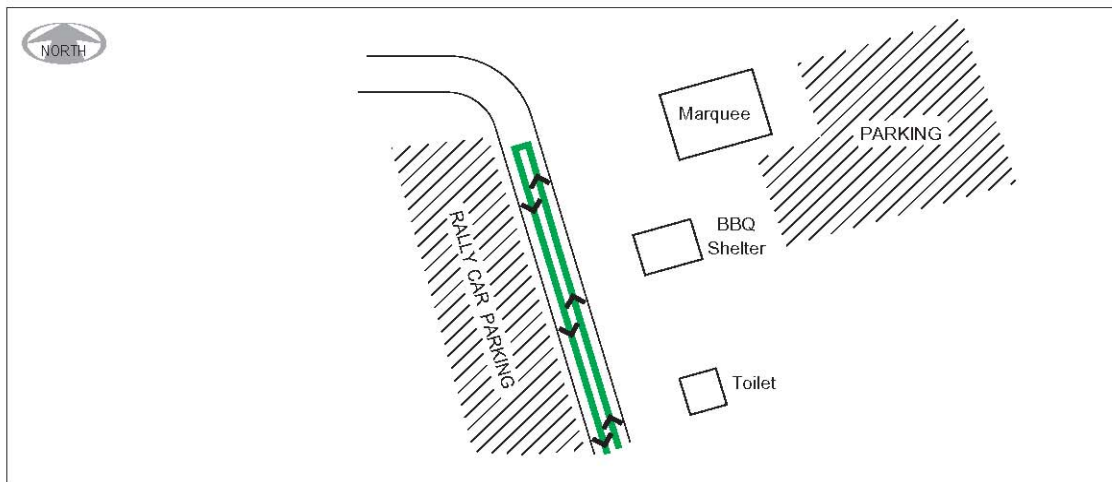 NORTH
Marquee
PARKING
BBQ
Shelter
RALLY CAR PARKING
Toilet